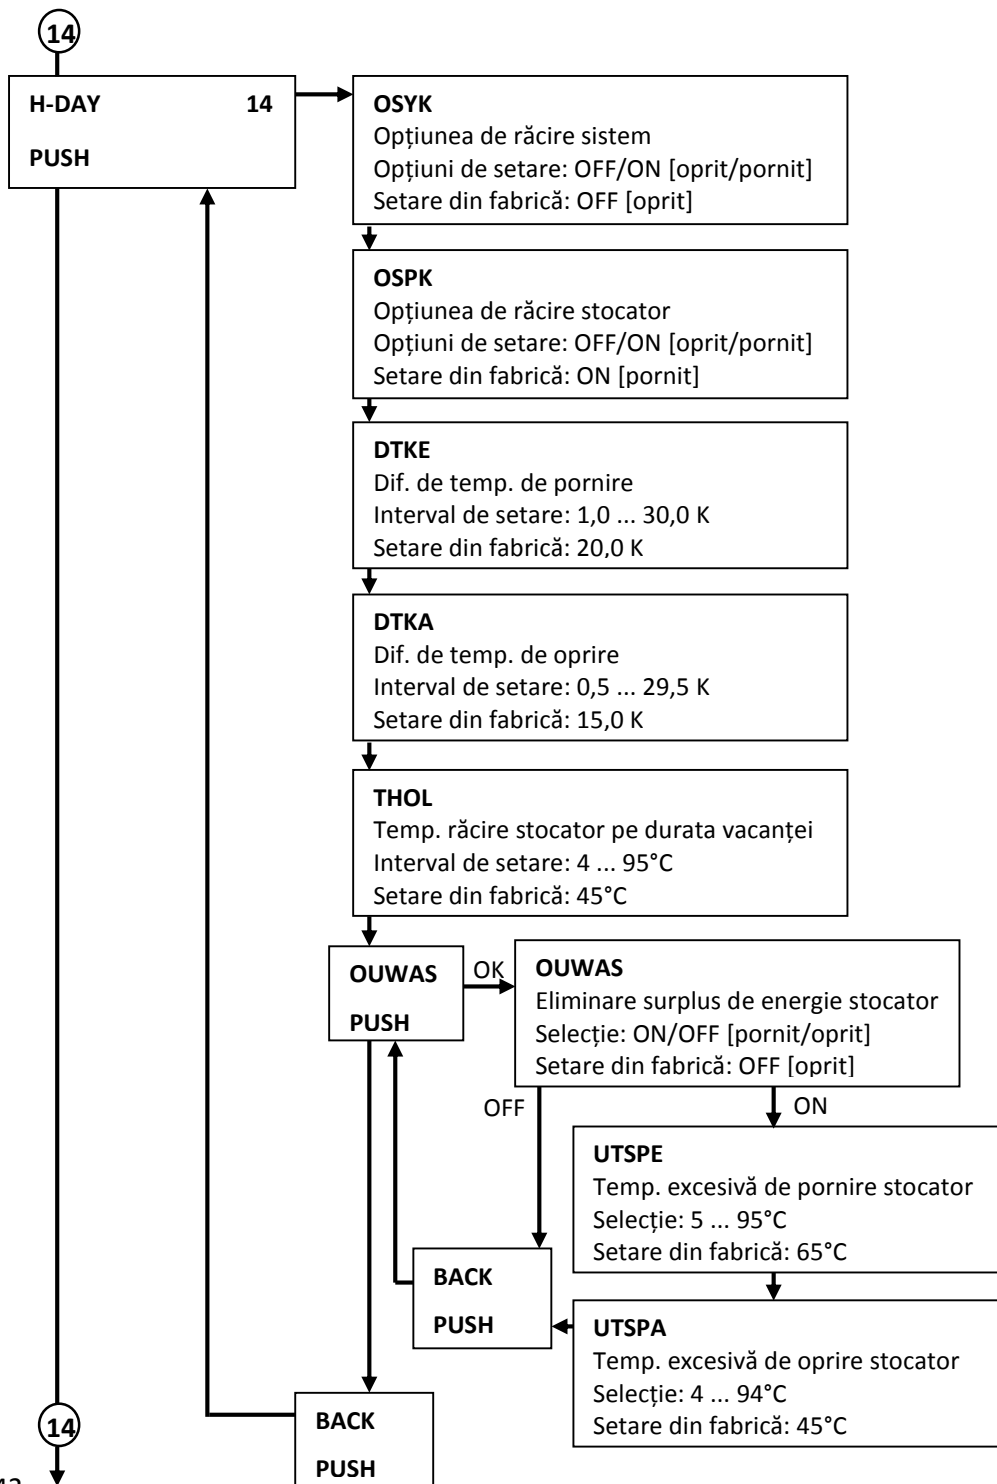 14
H-DAY 14
PUSH
OSYK
Opțiunea de răcire sistem
Opțiuni de setare: OFF/ON [oprit/pornit]
Setare din fabrică: OFF [oprit]
OSPK
Opțiunea de răcire stocator
Opțiuni de setare: OFF/ON [oprit/pornit]
Setare din fabrică: ON [pornit]
DTKE
Dif. de temp. de pornire
Interval de setare: 1,0 ... 30,0 K
Setare din fabrică: 20,0 K
DTKA
Dif. de temp. de oprire
Interval de setare: 0,5 ... 29,5 K
Setare din fabrică: 15,0 K
THOL
Temp. răcire stocator pe durata vacanței
Interval de setare: 4 ... 95°C
Setare din fabrică: 45°C
OUWAS
PUSH
OK
OUWAS
Eliminare surplus de energie stocator
Selecție: ON/OFF [pornit/oprit]
Setare din fabrică: OFF [oprit]
OFF
ON
UTSPE
Temp. excesivă de pornire stocator
Selecție: 5 ... 95°C
Setare din fabrică: 65°C
BACK
PUSH
UTSPA
Temp. excesivă de oprire stocator
Selecție: 4 ... 94°C
Setare din fabrică: 45°C
BACK
PUSH
14